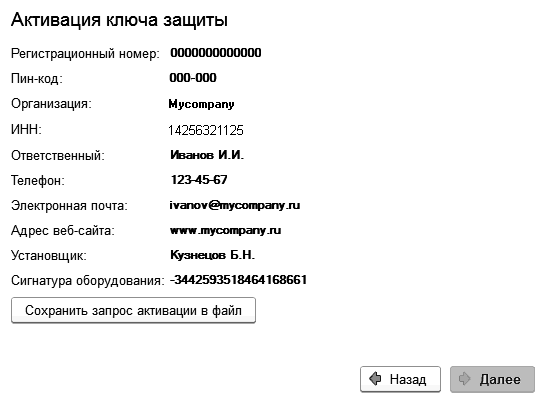 Активация ключа защиты
Регистрационный номер: 0000000000000
Пин-код: 000-000
Организация: Mycompany
ИНН: 14256321125
Ответственный: Иванов И.И.
Телефон: 123-45-67
Электронная почта: ivanov@mycompany.ru
Адрес веб-сайта: www.mycompany.ru
Установщик: Кузнецов Б.Н.
Сигнатура оборудования: -3442593518464168661
Сохранить запрос активации в файл
Назад Далее